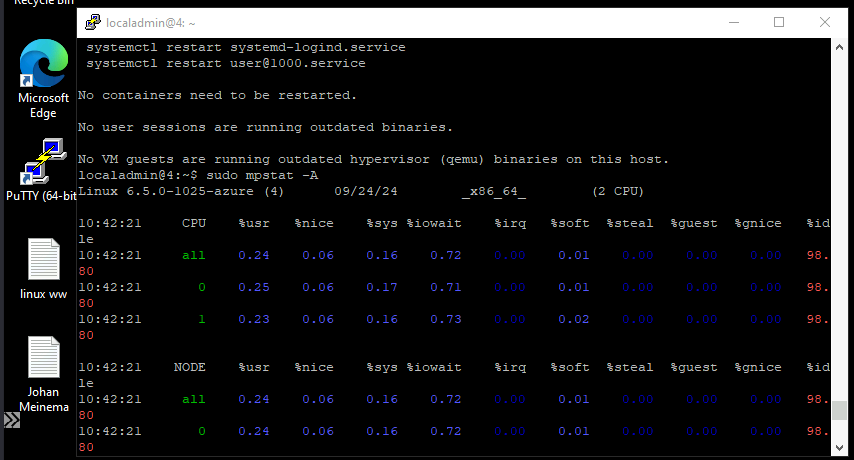 Recycle Bin
Microsoft
Edge
PuTTY (64-bit
linux ww
Johan
Meinema
localadmin@4: ~
systemctl restart systemd-logind.service
systemctl restart user@1000.service
No containers need to be restarted.
No user sessions are running outdated binaries.
No VM guests are running outdated hypervisor (qemu) binaries on this host.
localadmin@4:~$ sudo mpstat -A
Linux 6.5.0-1025-azure (4) 09/24/24 _x86_64_ (2 CPU)
10:42:21 CPU %usr %nice %sys %iowait %irq %soft %steal %guest %gnice %id
le
10:42:21 all 0.24 0.06 0.16 0.72 0.00 0.01 0.00 0.00 0.00 98.
80
10:42:21 0 0.25 0.06 0.17 0.71 0.00 0.01 0.00 0.00 0.00 98.
80
10:42:21 1 0.23 0.06 0.16 0.73 0.00 0.02 0.00 0.00 0.00 98.
80
10:42:21 NODE %usr %nice %sys %iowait %irq %soft %steal %guest %gnice %id
le
10:42:21 all 0.24 0.06 0.16 0.72 0.00 0.01 0.00 0.00 0.00 98.
80
10:42:21 0 0.24 0.06 0.16 0.72 0.00 0.01 0.00 0.00 0.00 98.
80